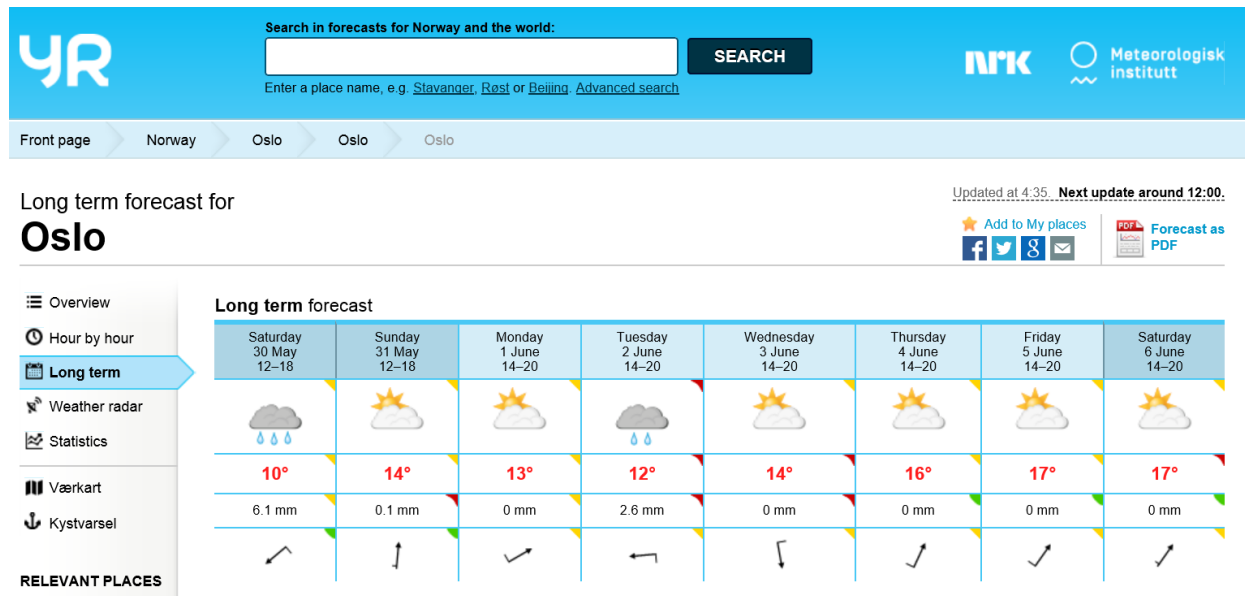 YR
Search in forecasts for Norway and the world:
SEARCH
Enter a place name, e.g. Stavanger, Røst or Beijing. Advanced search
nrk
Meteorologisk
institutt
Front page Norway Oslo Oslo Oslo
Updated at 4:35. Next update around 12:00.
Long term forecast for
Oslo
Add to My places
f g
PDF
Forecast as
PDF
Overview
Hour by hour
Long term
Weather radar
Statistics
Værkart
Kystvarsel
RELEVANT PLACES
Long term forecast
Saturday Sunday Monday Tuesday Wednesday Thursday Friday Saturday
30 May 31 May 1 June 2 June 3 June 4 June 5 June 6 June
12–18 12–18 14–20 14–20 14–20 14–20 14–20 14–20
10° 14° 13° 12° 14° 16° 17° 17°
6.1 mm 0.1 mm 0 mm 2.6 mm 0 mm 0 mm 0 mm 0 mm